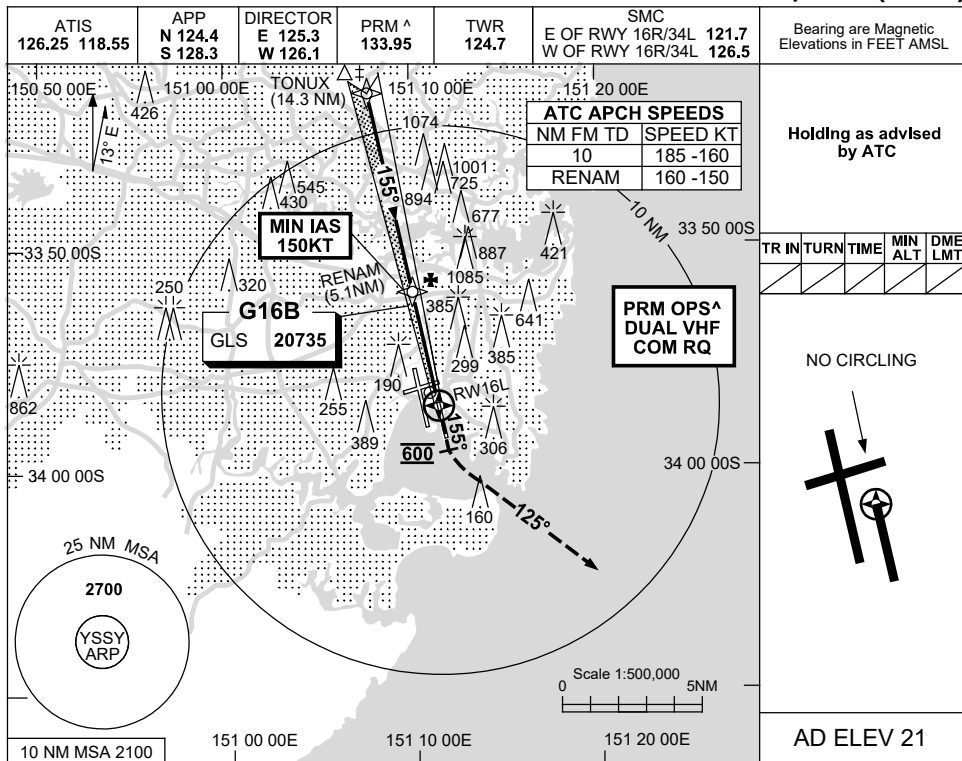 ATIS
126.25 118.55
APP
N 124.4
S 128.3
DIRECTOR
E 125.3
W 126.1
PRM ^
133.95
TWR
124.7
SMC
E OF RWY 16R/34L 121.7
W OF RWY 16R/34L 126.5
Bearing are Magnetic
Elevations in FEET AMSL
150 50 00E
151 00 00E
TONUX
(14.3 NM)
151 10 00E
151 20 00E
426
13° E
1074
ATC APCH SPEEDS
NM FM TD SPEED KT
10 185 -160
RENAM 160 -150
Holding as advised
by ATC
155°
545
430
894
1001
725
677
MIN IAS
150KT
887
421
10 NM
33 50 00S
33 50 00S
TR IN TURN TIME MIN ALT DME LMT
320
RENAM
(5.1NM)
1085
250
G16B
GLS 20735
385
641
385
299
PRM OPS^
DUAL VHF
COM RQ
NO CIRCLING
862
190
255
389
RW16L
306
155°
600
34 00 00S
34 00 00S
160
125°
25 NM MSA
2700
YSSY
ARP
Scale 1:500,000
0 5NM
10 NM MSA 2100
151 00 00E
151 10 00E
151 20 00E
AD ELEV 21